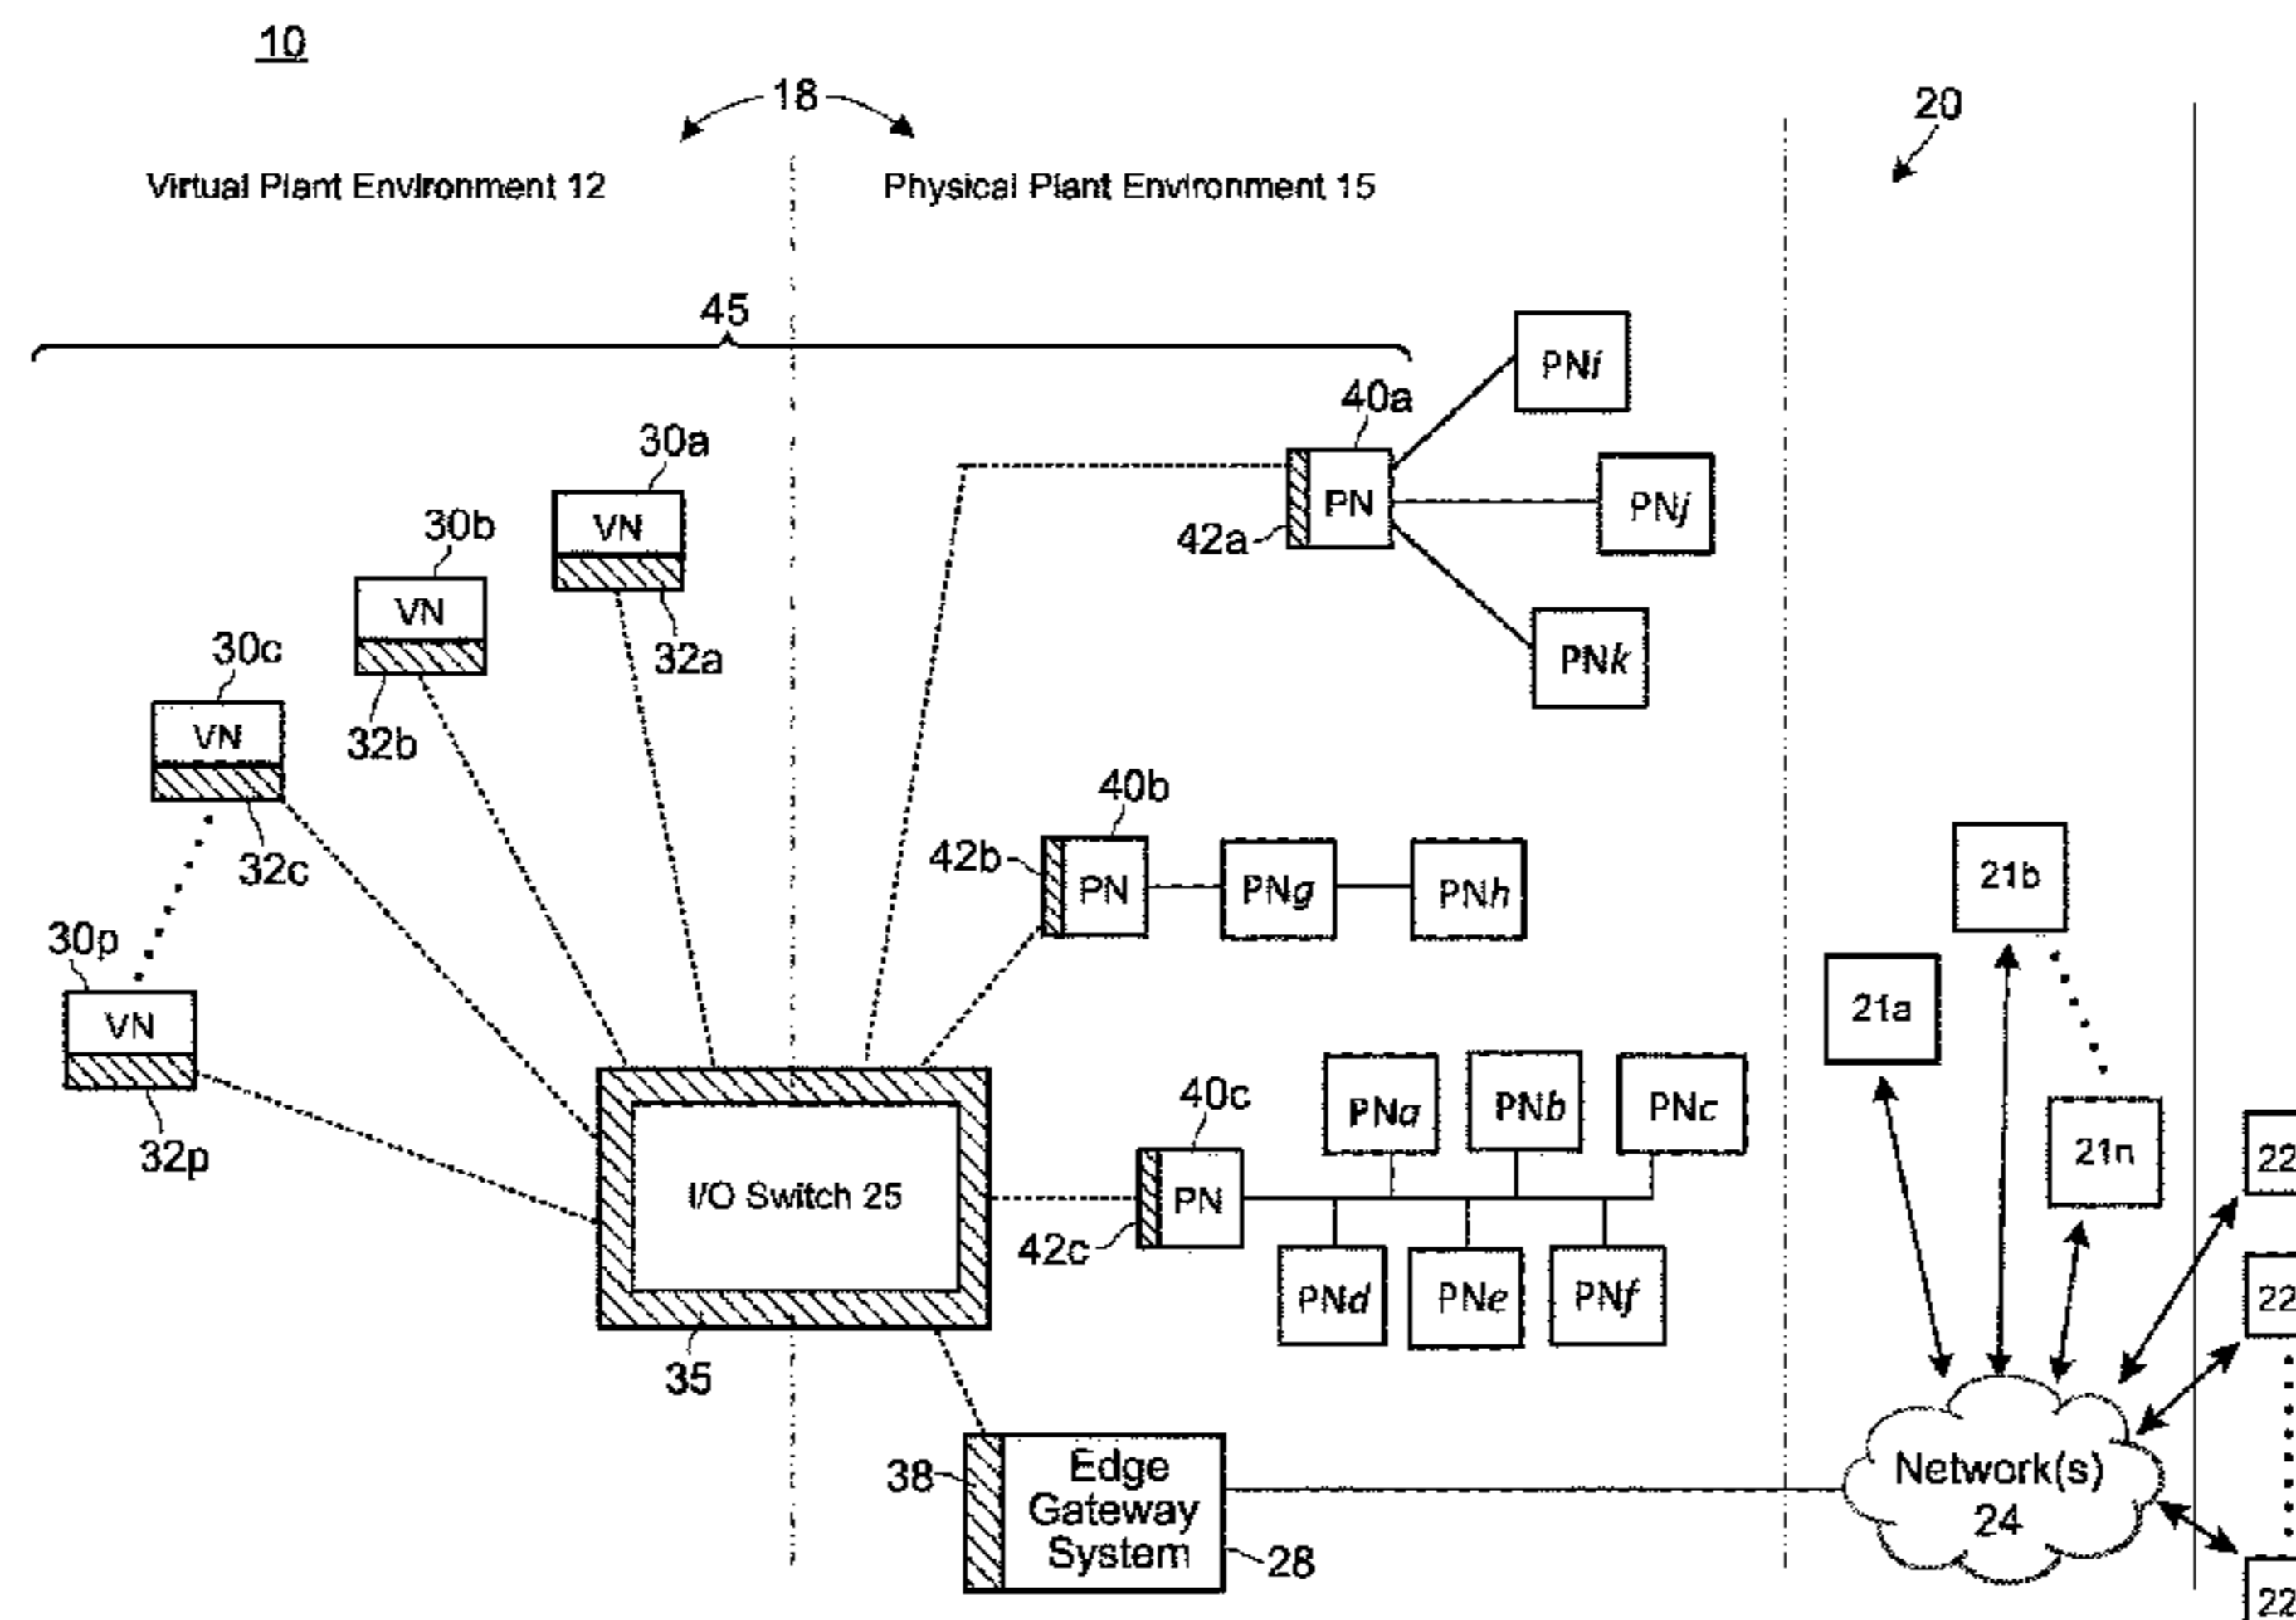 10
18
20
Virtual Plant Environment 12
Physical Plant Environment 15
45
PNi
40a
30a
PN
PNj
42a
30b
VN
VN
PNk
30c
32a
VN
32b
40b
32c
42b
PN
PNg
PNh
21b
30p
21a
VN
40c
PNa
PNb
PNc
32p
21n
22
I/O Switch 25
PN
42c
PNd
PNe
PNf
22
35
38
Edge
Gateway
System
28
Network(s)
24
22